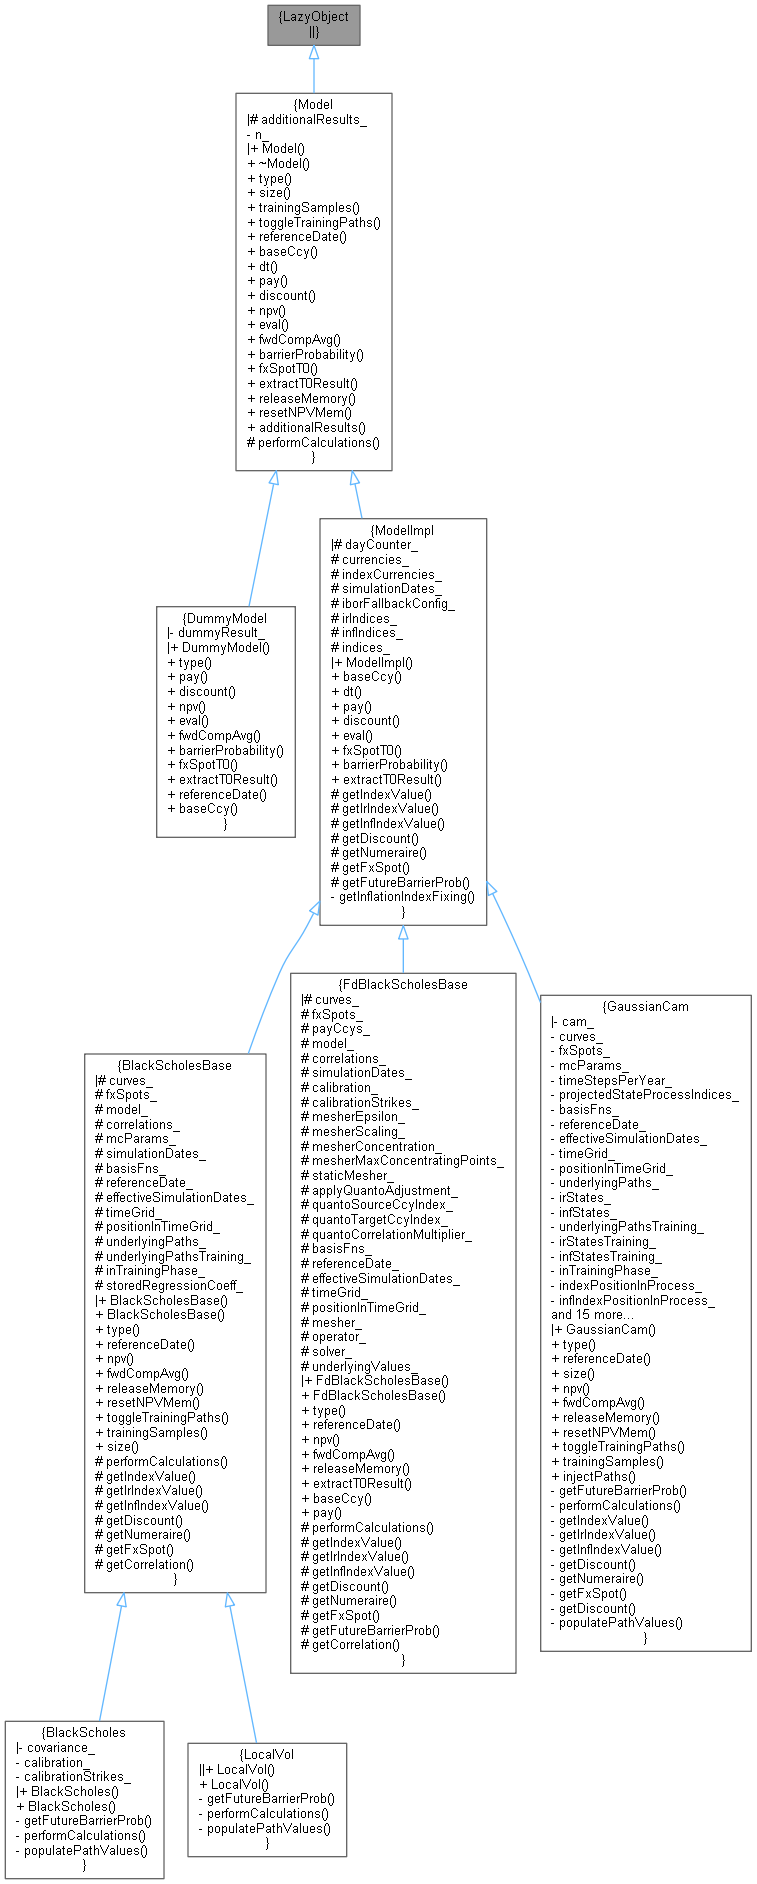 {LazyObject
||}
{Model
|# additionalResults_
- n_
|+ Model()
+ ~Model()
+ type()
+ size()
+ trainingSamples()
+ toggleTrainingPaths()
+ referenceDate()
+ baseCcy()
+ dt()
+ pay()
+ discount()
+ npv()
+ eval()
+ fwdCompAvg()
+ barrierProbability()
+ fxSpotT0()
+ extractT0Result()
+ releaseMemory()
+ resetNPVMem()
+ additionalResults()
# performCalculations()
}
{DummyModel
|- dummyResult_
|+ DummyModel()
+ type()
+ pay()
+ discount()
+ npv()
+ eval()
+ fwdCompAvg()
+ barrierProbability()
+ fxSpotT0()
+ extractT0Result()
+ referenceDate()
+ baseCcy()
}
{ModelImpl
|# dayCounter_
# currencies_
# indexCurrencies_
# simulationDates_
# iborFallbackConfig_
# irIndices_
# infIndices_
# indices_
|+ ModelImpl()
+ baseCcy()
+ dt()
+ pay()
+ discount()
+ eval()
+ fxSpotT0()
+ barrierProbability()
+ extractT0Result()
# getIndexValue()
# getIrIndexValue()
# getInfIndexValue()
# getDiscount()
# getNumeraire()
# getFxSpot()
# getFutureBarrierProb()
- getInflationIndexFixing()
}
{BlackScholesBase
|# curves_
# fxSpots_
# model_
# correlations_
# mcParams_
# simulationDates_
# basisFns_
# referenceDate_
# effectiveSimulationDates_
# timeGrid_
# positionInTimeGrid_
# underlyingPaths_
# underlyingPathsTraining_
# inTrainingPhase_
# storedRegressionCoeff_
|+ BlackScholesBase()
+ BlackScholesBase()
+ type()
+ referenceDate()
+ npv()
+ fwdCompAvg()
+ releaseMemory()
+ resetNPVMem()
+ toggleTrainingPaths()
+ trainingSamples()
+ size()
# performCalculations()
# getIndexValue()
# getIrIndexValue()
# getInfIndexValue()
# getDiscount()
# getNumeraire()
# getFxSpot()
# getCorrelation()
}
{FdBlackScholesBase
|# curves_
# fxSpots_
# payCcys_
# model_
# correlations_
# simulationDates_
# calibration_
# calibrationStrikes_
# mesherEpsilon_
# mesherScaling_
# mesherConcentration_
# mesherMaxConcentratingPoints_
# staticMesher_
# applyQuantoAdjustment_
# quantoSourceCcyIndex_
# quantoTargetCcyIndex_
# quantoCorrelationMultiplier_
# basisFns_
# referenceDate_
# effectiveSimulationDates_
# timeGrid_
# positionInTimeGrid_
# mesher_
# operator_
# solver_
# underlyingValues_
|+ FdBlackScholesBase()
+ FdBlackScholesBase()
+ type()
+ referenceDate()
+ npv()
+ fwdCompAvg()
+ releaseMemory()
+ extractT0Result()
+ baseCcy()
+ pay()
# performCalculations()
# getIndexValue()
# getIrIndexValue()
# getInfIndexValue()
# getDiscount()
# getNumeraire()
# getFxSpot()
# getFutureBarrierProb()
# getCorrelation()
}
{GaussianCam
|- cam_
- curves_
- fxSpots_
- mcParams_
- timeStepsPerYear_
- projectedStateProcessIndices_
- basisFns_
- referenceDate_
- effectiveSimulationDates_
- timeGrid_
- positionInTimeGrid_
- underlyingPaths_
- irStates_
- infStates_
- underlyingPathsTraining_
- irStatesTraining_
- infStatesTraining_
- inTrainingPhase_
- indexPositionInProcess_
- infIndexPositionInProcess_
and 15 more...
|+ GaussianCam()
+ type()
+ referenceDate()
+ size()
+ npv()
+ fwdCompAvg()
+ releaseMemory()
+ resetNPVMem()
+ toggleTrainingPaths()
+ trainingSamples()
+ injectPaths()
- getFutureBarrierProb()
- performCalculations()
- getIndexValue()
- getIrIndexValue()
- getInfIndexValue()
- getDiscount()
- getNumeraire()
- getFxSpot()
- getDiscount()
- populatePathValues()
}
{BlackScholes
|- covariance_
- calibration_
- calibrationStrikes_
|+ BlackScholes()
+ BlackScholes()
- getFutureBarrierProb()
- performCalculations()
- populatePathValues()
}
{LocalVol
||+ LocalVol()
+ LocalVol()
- getFutureBarrierProb()
- performCalculations()
- populatePathValues()
}